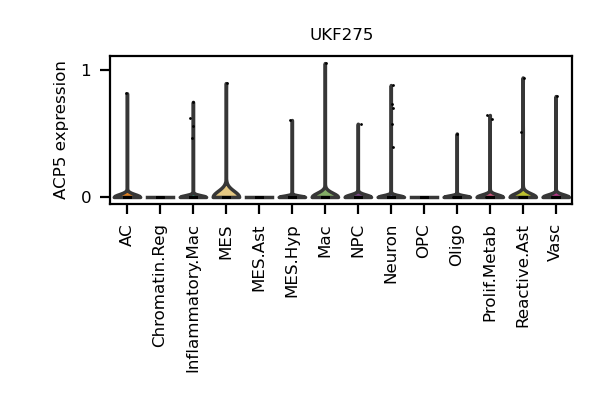 UKF275
ACP5 expression
1
0
AC
Chromatin.Reg
Inflammatory.Mac
MES
MES.Ast
MES.Hyp
Mac
NPC
Neuron
OPC
Oligo
Prolif.Metab
Reactive.Ast
Vasc